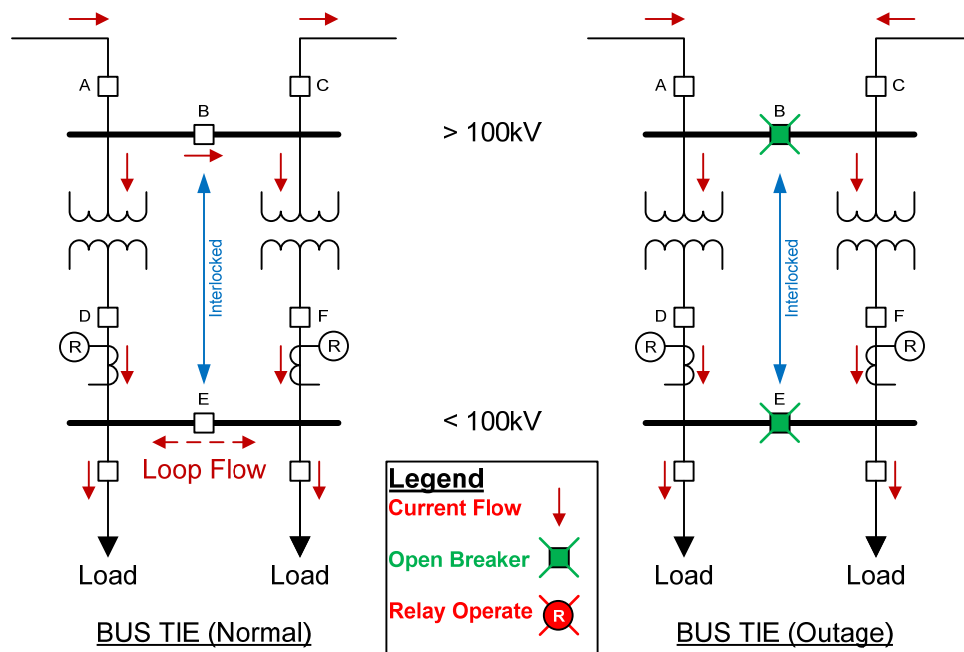 A
C
B
Interlocked
D
F
R
R
E
Loop Flow
Load
Load
BUS TIE (Normal)
> 100kV
< 100kV
Legend
Current Flow
Open Breaker
Relay Operate
R
A
C
B
Interlocked
D
F
R
R
E
Load
Load
BUS TIE (Outage)